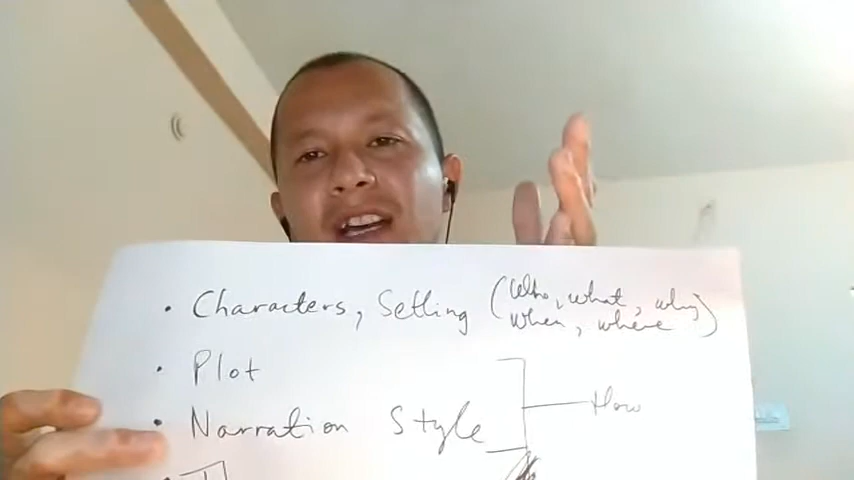 • Characters, Setting (Who, what, why
when, where)
• Plot
• Narration Style
How